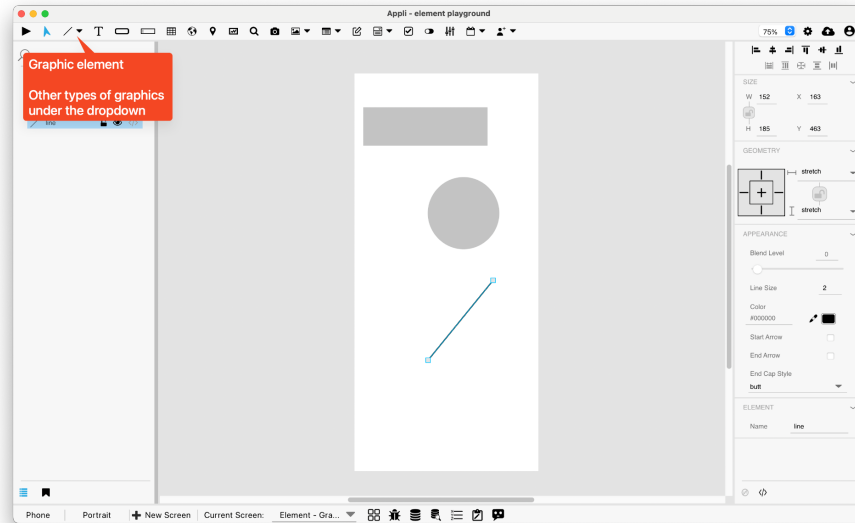 Appli - element playground
T
75%
Graphic element
Other types of graphics
under the dropdown
line
SIZE
W 152 X 163
H 185 Y 463
GEOMETRY
stretch
stretch
APPEARANCE
Blend Level 0
Line Size 2
Color
#000000
Start Arrow
End Arrow
End Cap Style
butt
ELEMENT
Name line
</>
Phone Portrait New Screen Current Screen: Element - Gra...